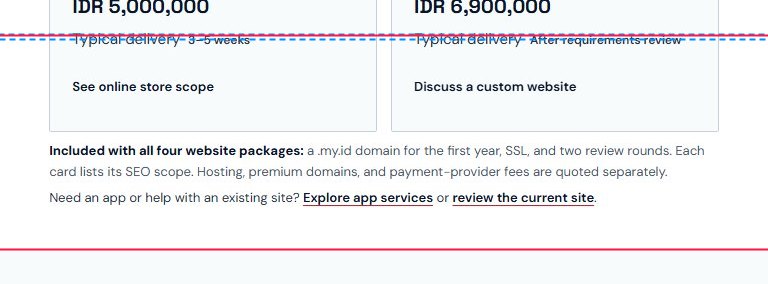 IDR 5,000,000
IDR 6,900,000
Typical delivery 3–5 weeks
Typical delivery After requirements review
See online store scope
Discuss a custom website
Included with all four website packages: a .my.id domain for the first year, SSL, and two review rounds. Each
card lists its SEO scope. Hosting, premium domains, and payment-provider fees are quoted separately.
Need an app or help with an existing site? Explore app services or review the current site.